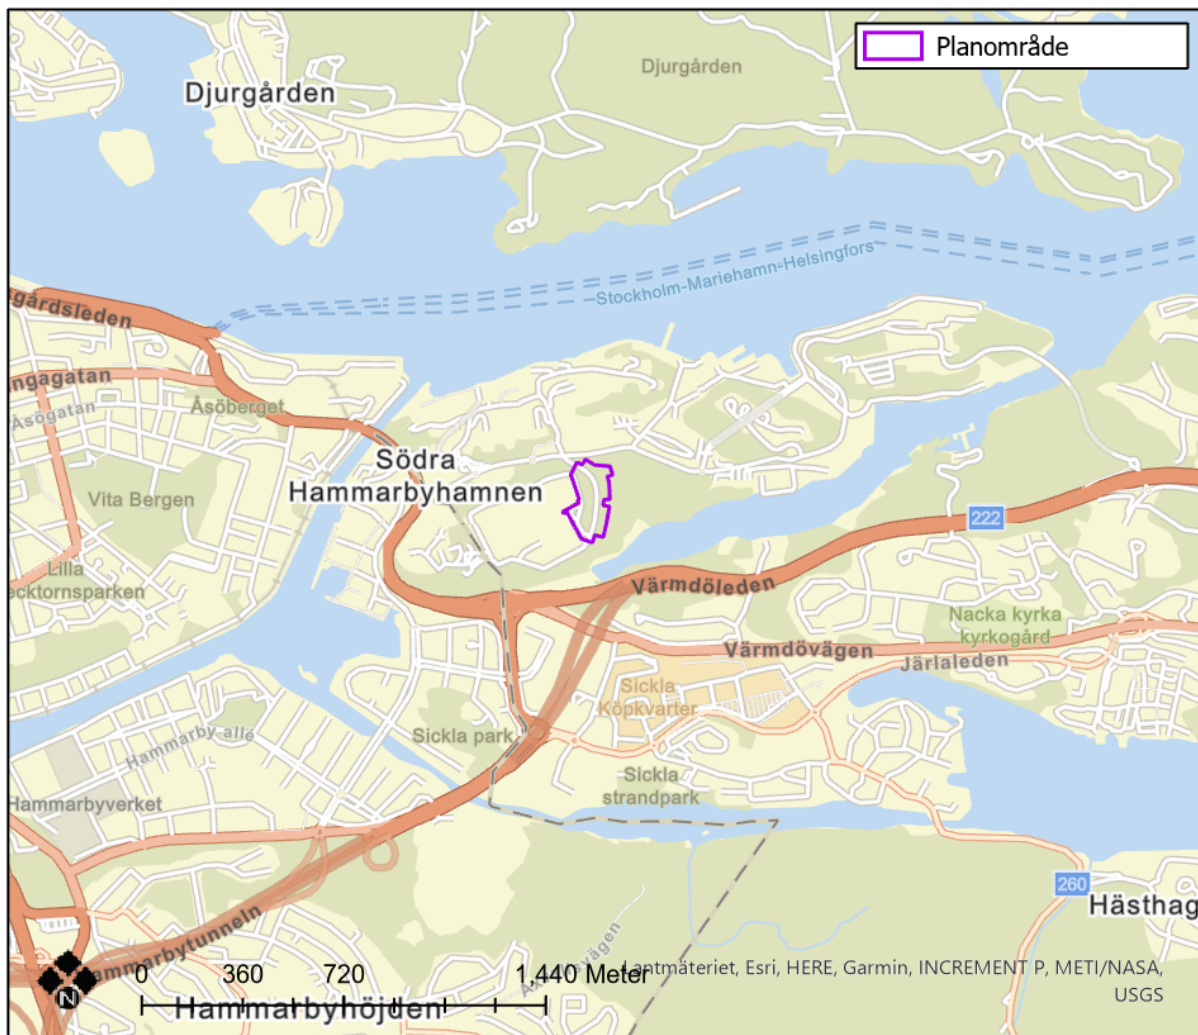 Planområde
Djurgården
Djurgården
Stockholm-Mariehamn-Helsingfors
gårdsleden
ngagatan
Åsögatan
Åsöberget
Södra
Hammarbyhamnen
Vita Bergen
222
Lilla
ecktornsparken
Värmdöleden
Nacka kyrka
kyrkogård
Värmdövägen
Järlaleden
Sickla
Köpkvarter
Sickla park
Hammarby allé
Sickla
strandpark
Hammarbyverket
260
Hästhag
Hammarbytunneln
Axelsvägen
N
0 360 720 1,440 Meter
Lantmäteriet, Esri, HERE, Garmin, INCREMENT P, METI/NASA,
USGS
Hammarbyhöjden